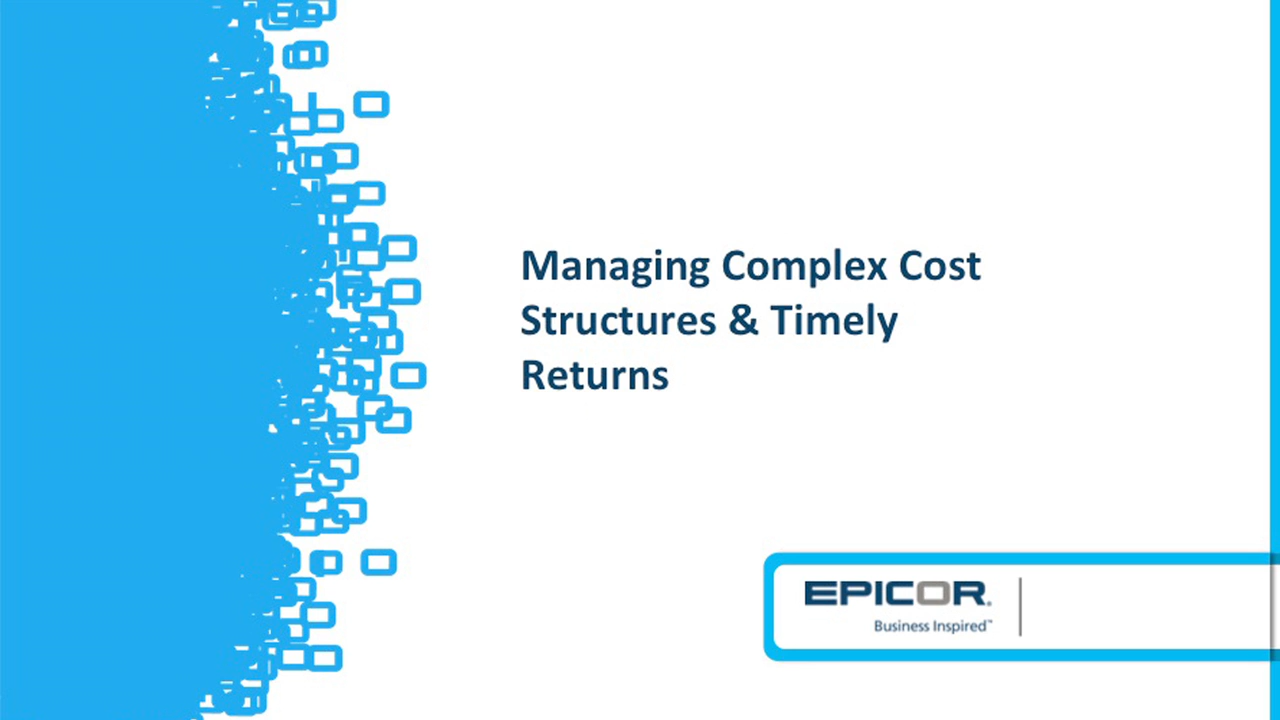 Managing Complex Cost
Structures & Timely
Returns
EPICOR.
Business Inspired™